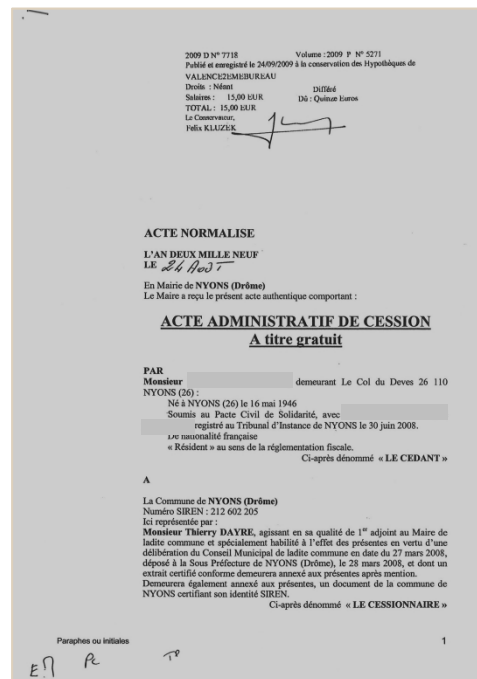 2009 D N° 7718 Volume : 2009 P N° 5271
Publié et enregistré le 24/09/2009 à la conservation des Hypothèques de
VALENCE2EMEBUREAU
Droits : Néant Différé
Salaires : 15,00 EUR Dû : Quinze Euros
TOTAL : 15,00 EUR
Le Conservateur,
Felix KLUZEK
ACTE NORMALISE
L'AN DEUX MILLE NEUF
LE 24 Août
En Mairie de NYONS (Drôme)
Le Maire a reçu le présent acte authentique comportant :
ACTE ADMINISTRATIF DE CESSION
A titre gratuit
PAR
Monsieur demeurant Le Col du Deves 26 110
NYONS (26) :
Né à NYONS (26) le 16 mai 1946
Soumis au Pacte Civil de Solidarité, avec
registré au Tribunal d'Instance de NYONS le 30 juin 2008.
De nationalité française
« Résident » au sens de la réglementation fiscale.
Ci-après dénommé « LE CEDANT »
A
La Commune de NYONS (Drôme)
Numéro SIREN : 212 602 205
Ici représentée par :
Monsieur Thierry DAYRE, agissant en sa qualité de 1er adjoint au Maire de
ladite commune et spécialement habilité à l'effet des présentes en vertu d'une
délibération du Conseil Municipal de ladite commune en date du 27 mars 2008,
déposé à la Sous Préfecture de NYONS (Drôme), le 28 mars 2008, et dont un
extrait certifié conforme demeurera annexé aux présentes après mention.
Demeurera également annexé aux présentes, un document de la commune de
NYONS certifiant son identité SIREN.
Ci-après dénommé « LE CESSIONNAIRE »
Paraphes ou initiales 1